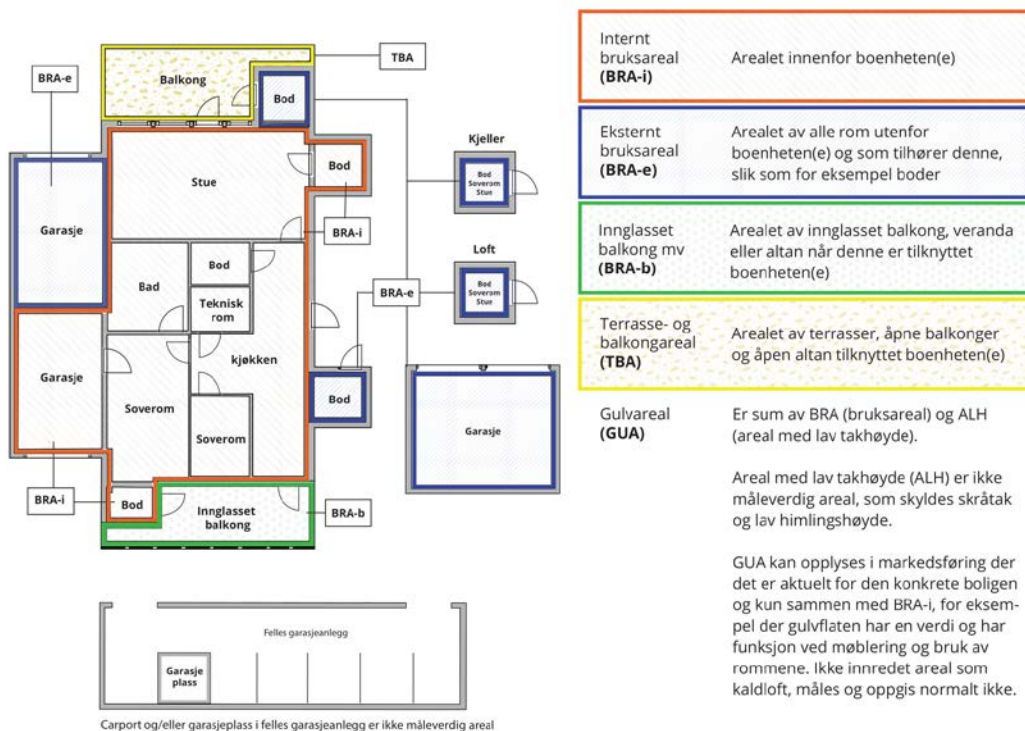 TBA
BRA-e
Balkong
Bod
Kjeller
Bod
Soverom
Stue
Stue
Bod
Garasje
BRA-i
Loft
Bod
Bad
Bod
Soverom
Stue
BRA-e
Teknisk
rom
kjøkken
Garasje
Soverom
Bod
Soverom
Garasje
BRA-i
Bod
Innglasset
balkong
BRA-b
Felles garasjeanlegg
Garasje
plass
Carport og/eller garasjeplass i felles garasjeanlegg er ikke måleverdig areal
Internt
bruksareal
(BRA-i)
Arealet innenfor boenheten(e)
Eksternt
bruksareal
(BRA-e)
Arealet av alle rom utenfor
boenheten(e) og som tilhører denne,
slik som for eksempel boder
Innglasset
balkong mv
(BRA-b)
Arealet av innglasset balkong, veranda
eller altan når denne er tilknyttet
boenheten(e)
Terrasse- og
balkongareal
(TBA)
Arealet av terrasser, åpne balkonger
og åpen altan tilknyttet boenheten(e)
Gulvareal
(GUA)
Er sum av BRA (bruksareal) og ALH
(areal med lav takhøyde).
Areal med lav takhøyde (ALH) er ikke
måleverdig areal, som skyldes skråtak
og lav himlingshøyde.
GUA kan opplyses i markedsføring der
det er aktuelt for den konkrete boligen
og kun sammen med BRA-i, for eksem-
pel der gulvflaten har en verdi og har
funksjon ved møblering og bruk av
rommene. Ikke innredet areal som
kaldloft, måles og oppgis normalt ikke.